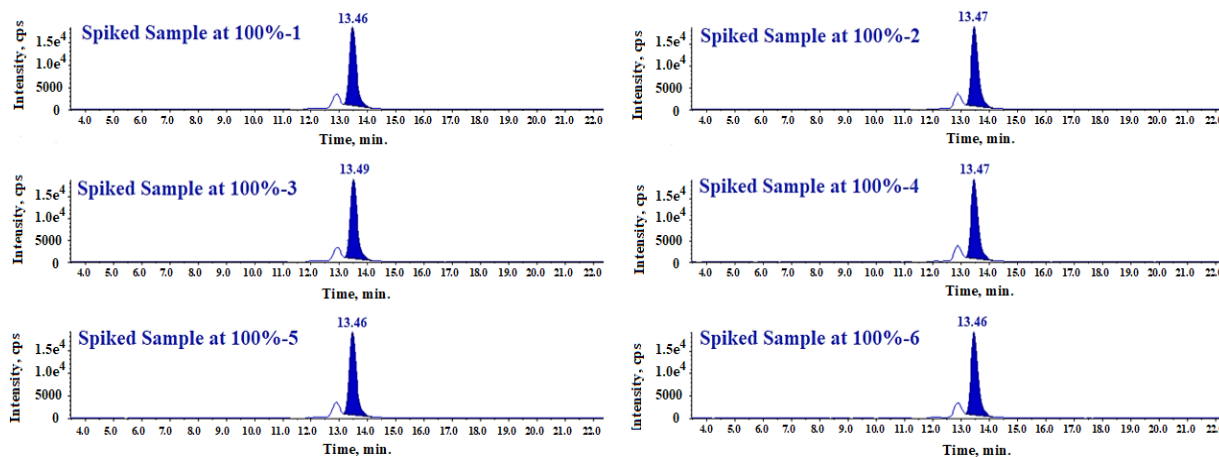 13.46
Spiked Sample at 100%-1
Intensity, cps
1.5e4
1.0e4
5000
0
4.0 5.0 6.0 7.0 8.0 9.0 10.0 11.0 12.0 13.0 14.0 15.0 16.0 17.0 18.0 19.0 20.0 21.0 22.0
Time, min.
13.47
Spiked Sample at 100%-2
Intensity, cps
1.5e4
1.0e4
5000
0
4.0 5.0 6.0 7.0 8.0 9.0 10.0 11.0 12.0 13.0 14.0 15.0 16.0 17.0 18.0 19.0 20.0 21.0 22.0
Time, min.
13.49
Spiked Sample at 100%-3
Intensity, cps
1.5e4
1.0e4
5000
0
4.0 5.0 6.0 7.0 8.0 9.0 10.0 11.0 12.0 13.0 14.0 15.0 16.0 17.0 18.0 19.0 20.0 21.0 22.0
Time, min.
13.47
Spiked Sample at 100%-4
Intensity, cps
1.5e4
1.0e4
5000
0
4.0 5.0 6.0 7.0 8.0 9.0 10.0 11.0 12.0 13.0 14.0 15.0 16.0 17.0 18.0 19.0 20.0 21.0 22.0
Time, min.
13.46
Spiked Sample at 100%-5
Intensity, cps
1.5e4
1.0e4
5000
0
4.0 5.0 6.0 7.0 8.0 9.0 10.0 11.0 12.0 13.0 14.0 15.0 16.0 17.0 18.0 19.0 20.0 21.0 22.0
Time, min.
13.46
Spiked Sample at 100%-6
Intensity, cps
1.5e4
1.0e4
5000
0
4.0 5.0 6.0 7.0 8.0 9.0 10.0 11.0 12.0 13.0 14.0 15.0 16.0 17.0 18.0 19.0 20.0 21.0 22.0
Time, min.